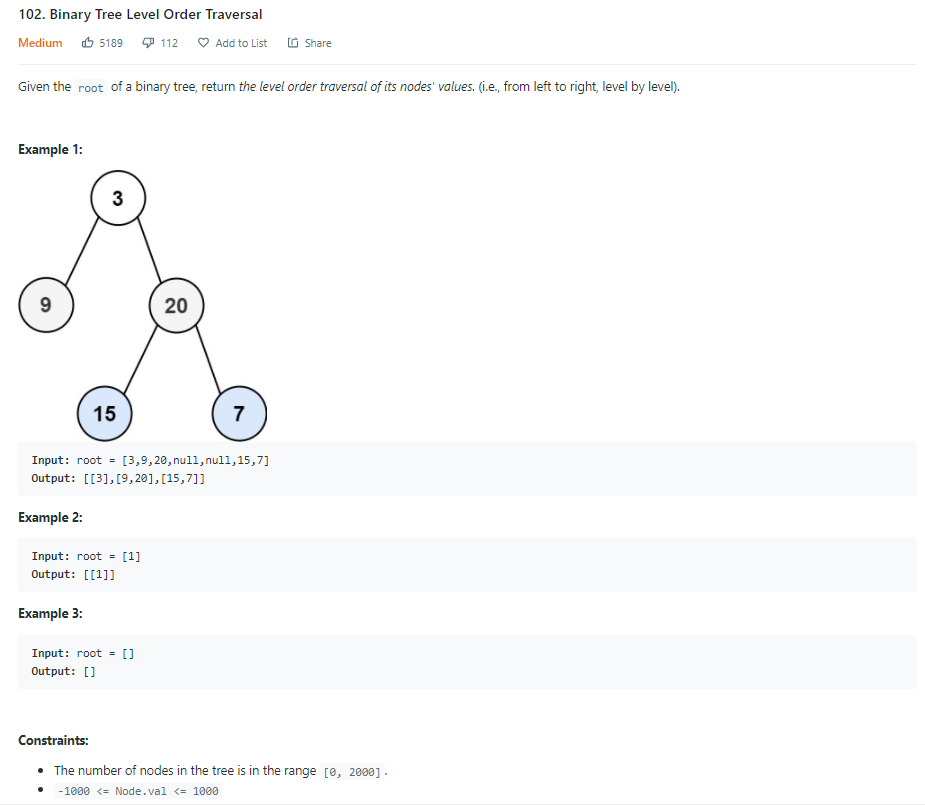 102. Binary Tree Level Order Traversal
Medium 5189 112 Add to List Share
Given the root of a binary tree, return the level order traversal of its nodes' values. (i.e., from left to right, level by level).
Example 1:
3
9 20
15 7
Input: root = [3,9,20,null,null,15,7]
Output: [[3],[9,20],[15,7]]
Example 2:
Input: root = [1]
Output: [[1]]
Example 3:
Input: root = []
Output: []
Constraints:
• The number of nodes in the tree is in the range [0, 2000].
• -1000 <= Node.val <= 1000